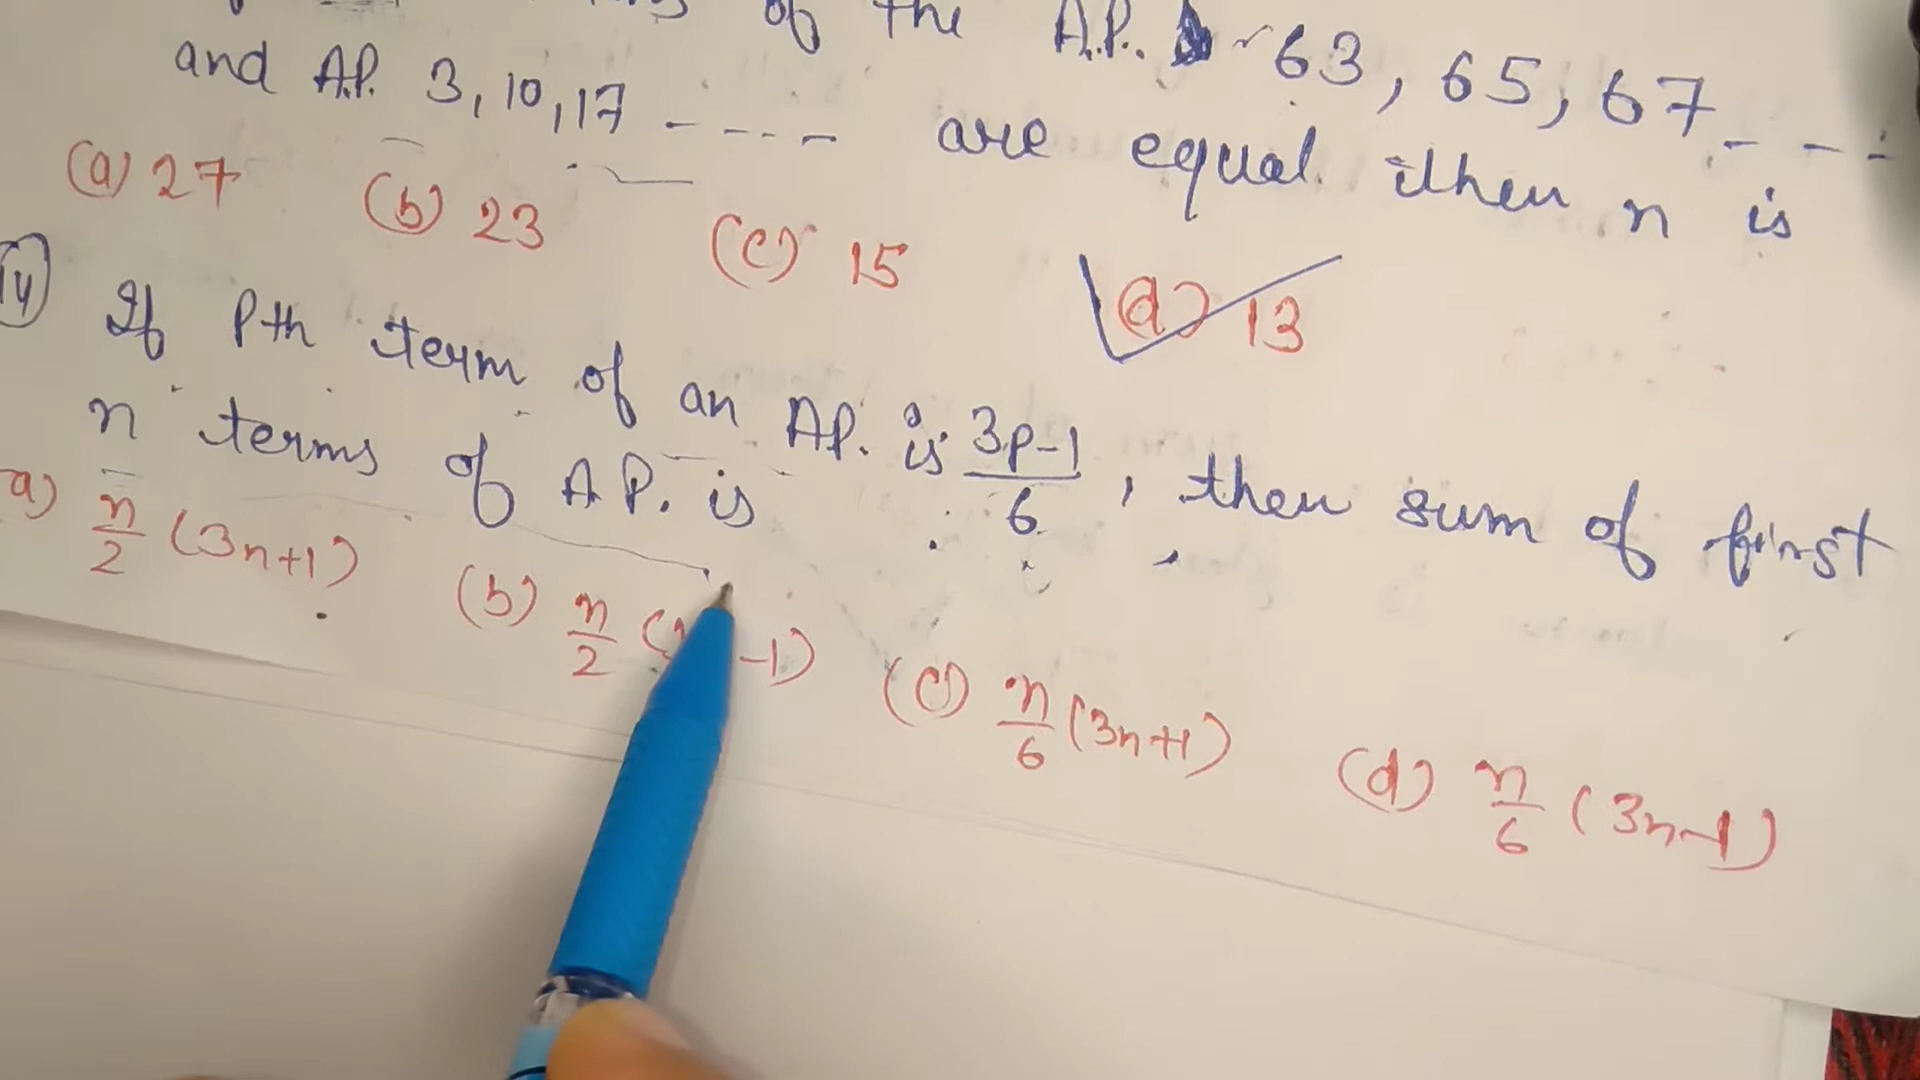 of the A.P. 63, 65, 67 - - -
and A.P. 3, 10, 17 - - - - are equal then n is
(a) 27 (b) 23 (c) 15 (d) 13
14 If Pth term of an AP. is 3p-1/6, then sum of first
n terms of AP. is
a) n/2 (3n+1) (b) n/2 ( -1) (c) n/6 (3n+1) (d) n/6 (3n-1)